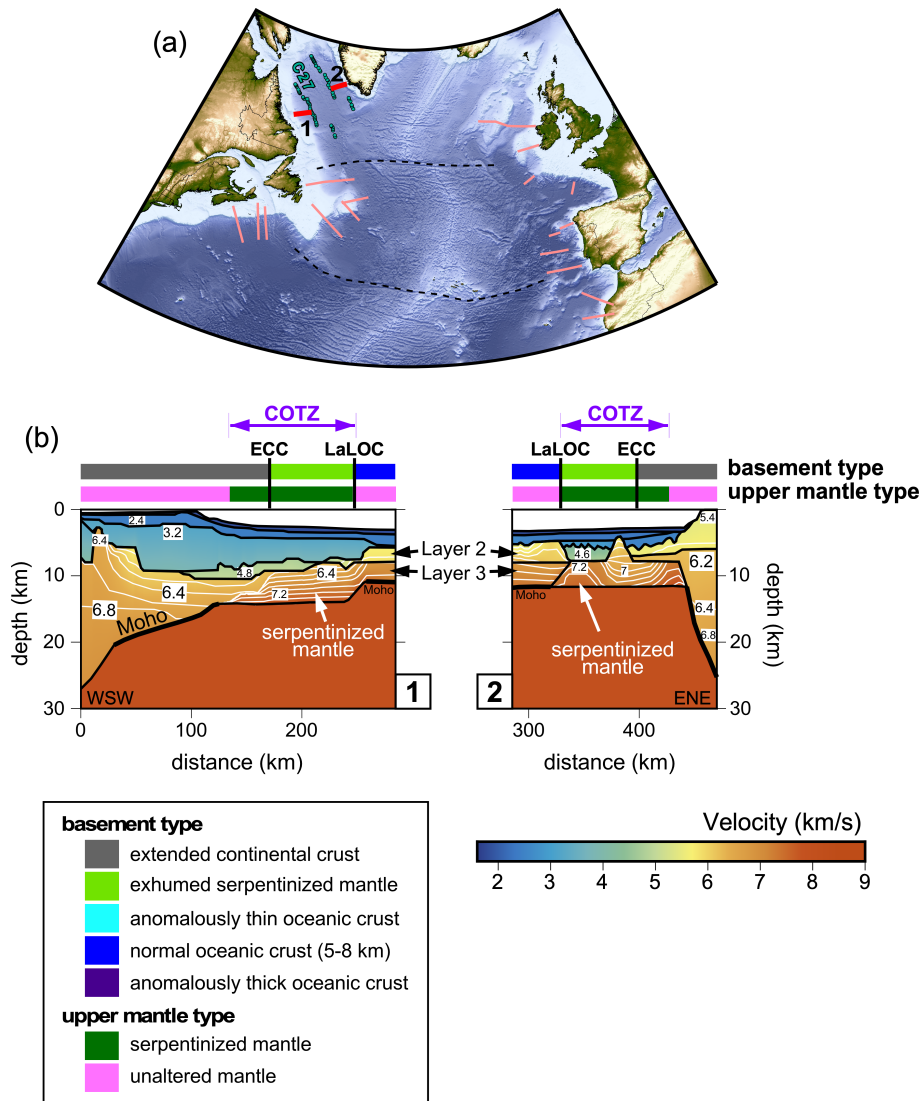 (a)
C27
2
1
(b)
COTZ
COTZ
ECC
LaLOC
LaLOC
ECC
basement type
upper mantle type
0
10
20
30
depth (km)
2.4
3.2
6.4
4.8
6.4
6.4
7.2
6.8
Moho
Moho
serpentinized
mantle
WSW
1
0
100
200
distance (km)
Layer 2
Layer 3
5.4
4.6
6.2
7.2
7
Moho
6.4
6.8
serpentinized
mantle
2
ENE
0
10
20
30
depth (km)
300
400
distance (km)
basement type
extended continental crust
exhumed serpentinized mantle
anomalously thin oceanic crust
normal oceanic crust (5-8 km)
anomalously thick oceanic crust
upper mantle type
serpentinized mantle
unaltered mantle
Velocity (km/s)
2 3 4 5 6 7 8 9